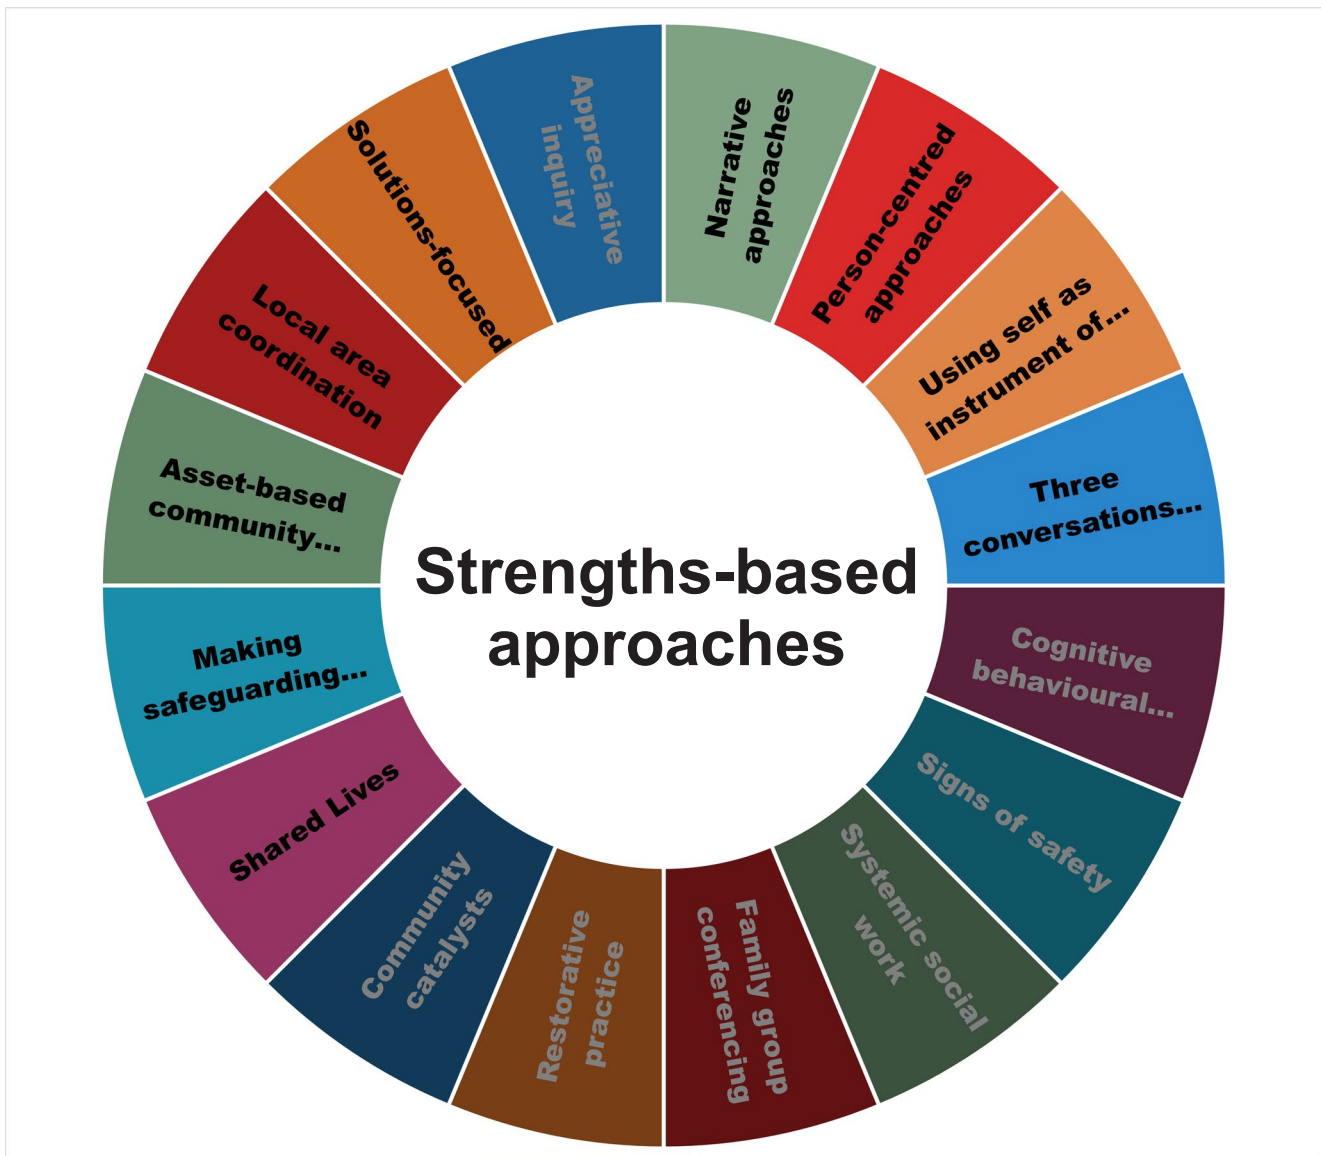 Strengths-based
approaches
Narrative
approaches
Person-centred
approaches
Using self as
instrument of...
Three
conversations...
Cognitive
behavioural...
Signs of safety
Systemic social
work
Family group
conferencing
Restorative
practice
Community
catalysts
Shared Lives
Making
safeguarding...
Asset-based
community...
Local area
coordination
Solutions-focused
Appreciative
inquiry